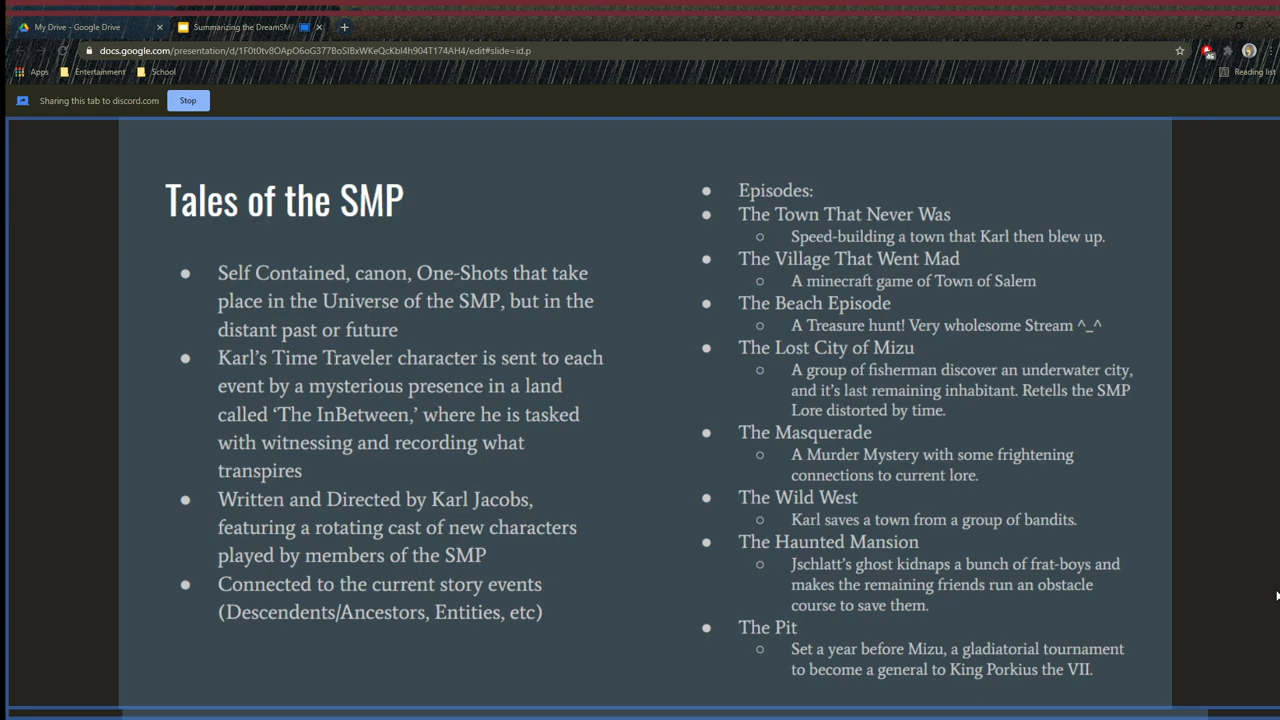 My Drive - Google Drive
Summarizing the DreamSM
docs.google.com/presentation/d/1F0t0tv8OApO6oG377BoSI8xWKeQcKbl4h904T174AH4/edit#slide=id.p
46
Apps
Entertainment
School
Reading list
Sharing this tab to discord.com
Stop
Tales of the SMP
Self Contained, canon, One-Shots that take
place in the Universe of the SMP, but in the
distant past or future
Karl’s Time Traveler character is sent to each
event by a mysterious presence in a land
called ‘The InBetween,’ where he is tasked
with witnessing and recording what
transpires
Written and Directed by Karl Jacobs,
featuring a rotating cast of new characters
played by members of the SMP
Connected to the current story events
(Descendents/Ancestors, Entities, etc)
Episodes:
The Town That Never Was
Speed-building a town that Karl then blew up.
The Village That Went Mad
A minecraft game of Town of Salem
The Beach Episode
A Treasure hunt! Very wholesome Stream ^_^
The Lost City of Mizu
A group of fisherman discover an underwater city,
and it’s last remaining inhabitant. Retells the SMP
Lore distorted by time.
The Masquerade
A Murder Mystery with some frightening
connections to current lore.
The Wild West
Karl saves a town from a group of bandits.
The Haunted Mansion
Jschlatt’s ghost kidnaps a bunch of frat-boys and
makes the remaining friends run an obstacle
course to save them.
The Pit
Set a year before Mizu, a gladiatorial tournament
to become a general to King Porkius the VII.